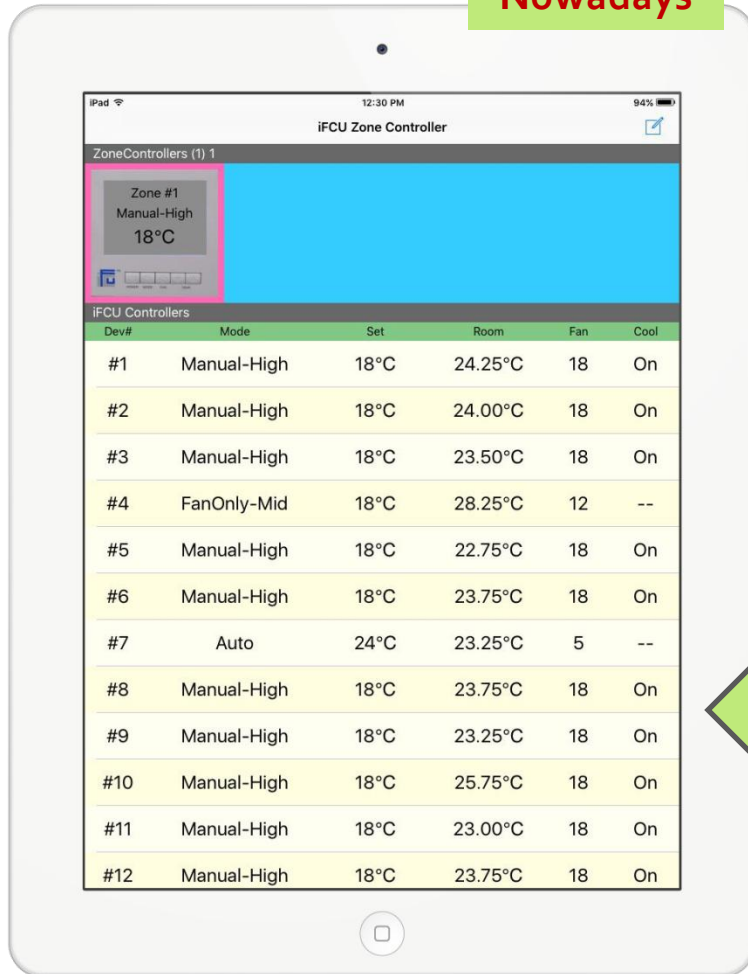 Nowadays
iPad 12:30 PM 94%
iFCU Zone Controller
ZoneControllers (1) 1
Zone #1
Manual-High
18°C
iFCU Controllers
Dev# Mode Set Room Fan Cool
#1 Manual-High 18°C 24.25°C 18 On
#2 Manual-High 18°C 24.00°C 18 On
#3 Manual-High 18°C 23.50°C 18 On
#4 FanOnly-Mid 18°C 28.25°C 12 --
#5 Manual-High 18°C 22.75°C 18 On
#6 Manual-High 18°C 23.75°C 18 On
#7 Auto 24°C 23.25°C 5 --
#8 Manual-High 18°C 23.75°C 18 On
#9 Manual-High 18°C 23.25°C 18 On
#10 Manual-High 18°C 25.75°C 18 On
#11 Manual-High 18°C 23.00°C 18 On
#12 Manual-High 18°C 23.75°C 18 On